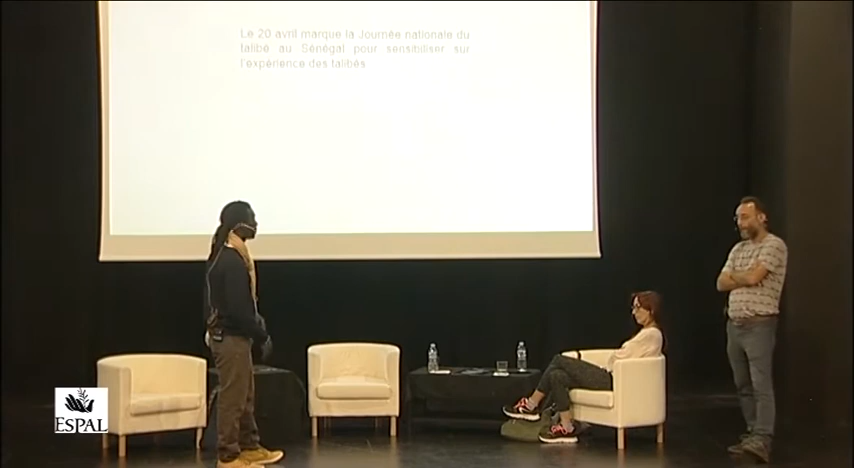 Le 20 avril marque la Journée nationale du
talibé au Sénégal pour sensibiliser sur
l'expérience des talibés
ESPAL